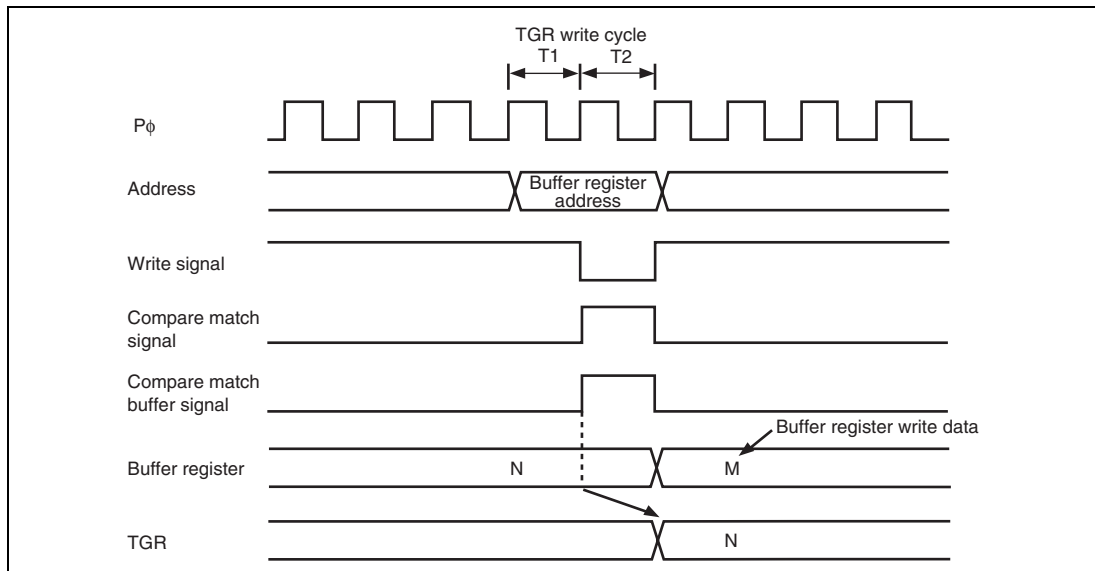 TGR write cycle
T1 T2
Pϕ
Address
Buffer register
address
Write signal
Compare match
signal
Compare match
buffer signal
Buffer register write data
Buffer register
N M
TGR
N